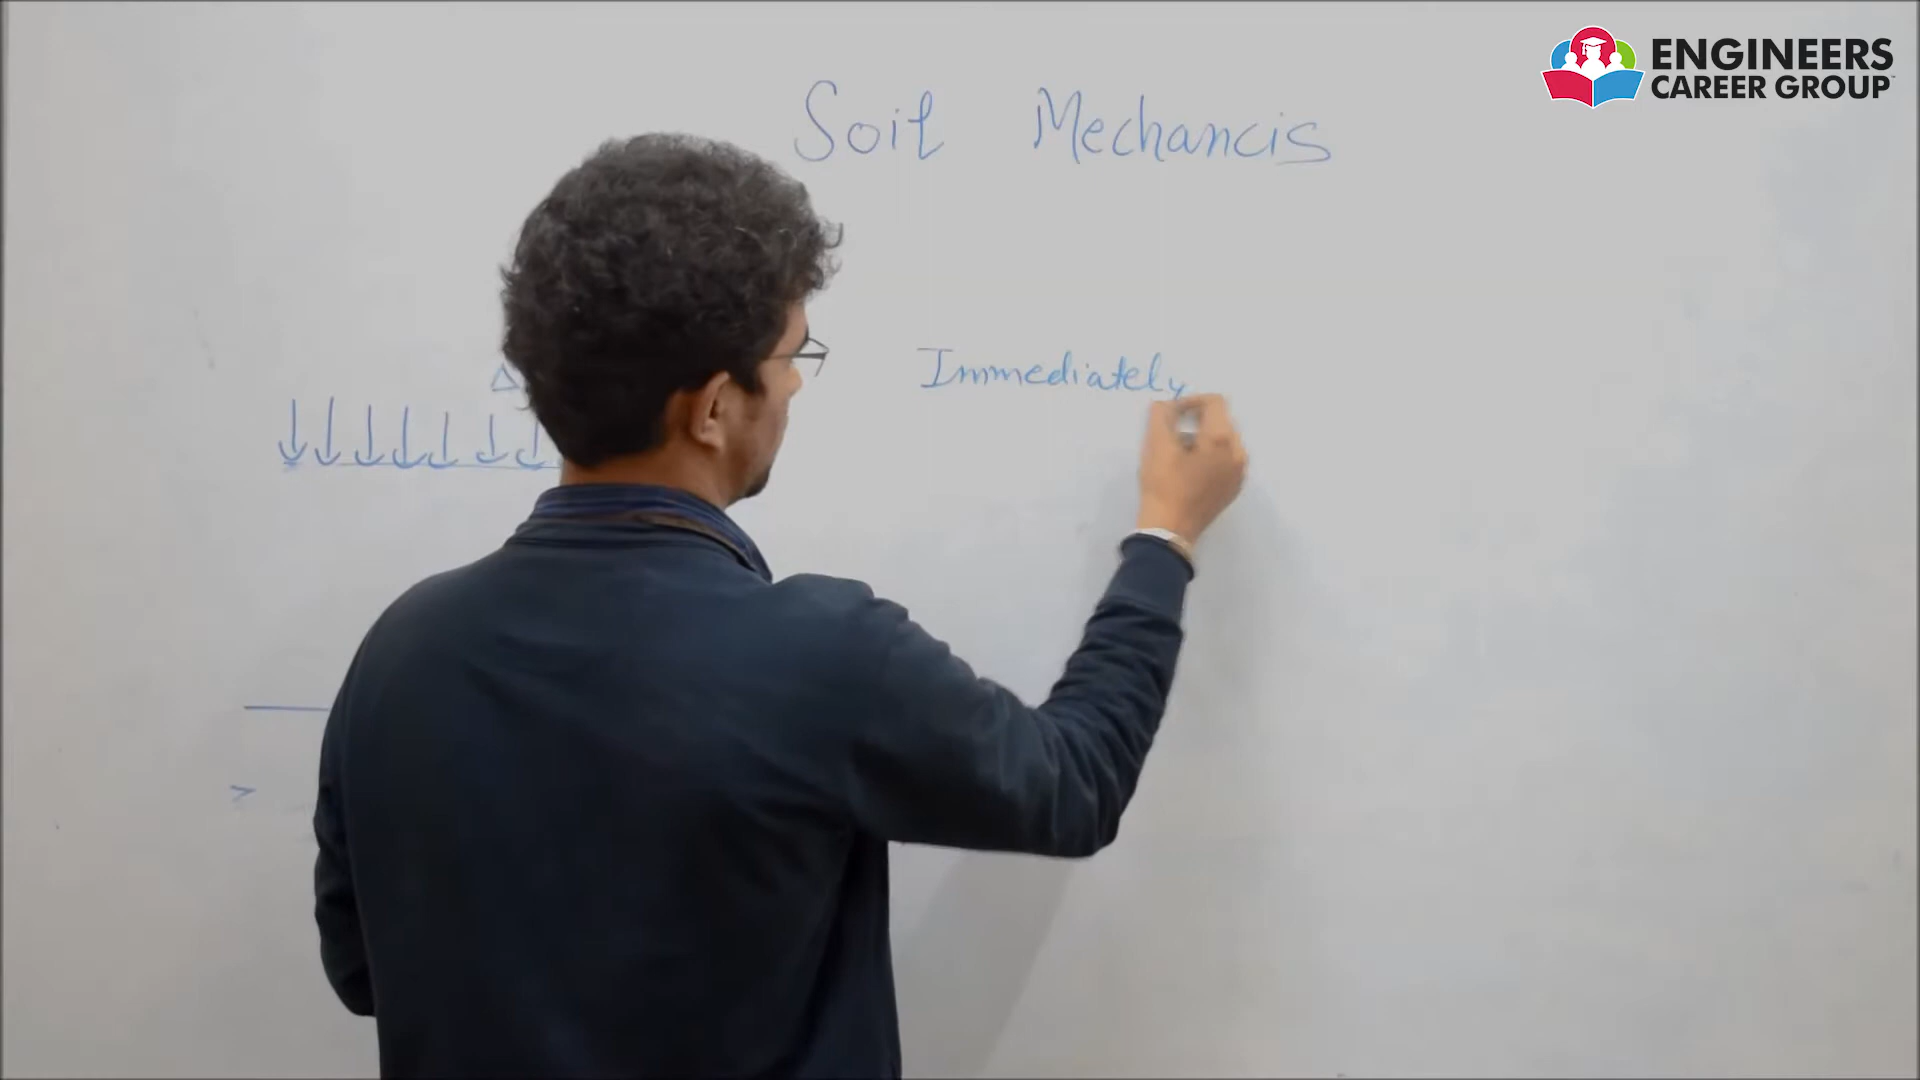 ENGINEERS
CAREER GROUP
Soil Mechancis
Immediately
Δ
>